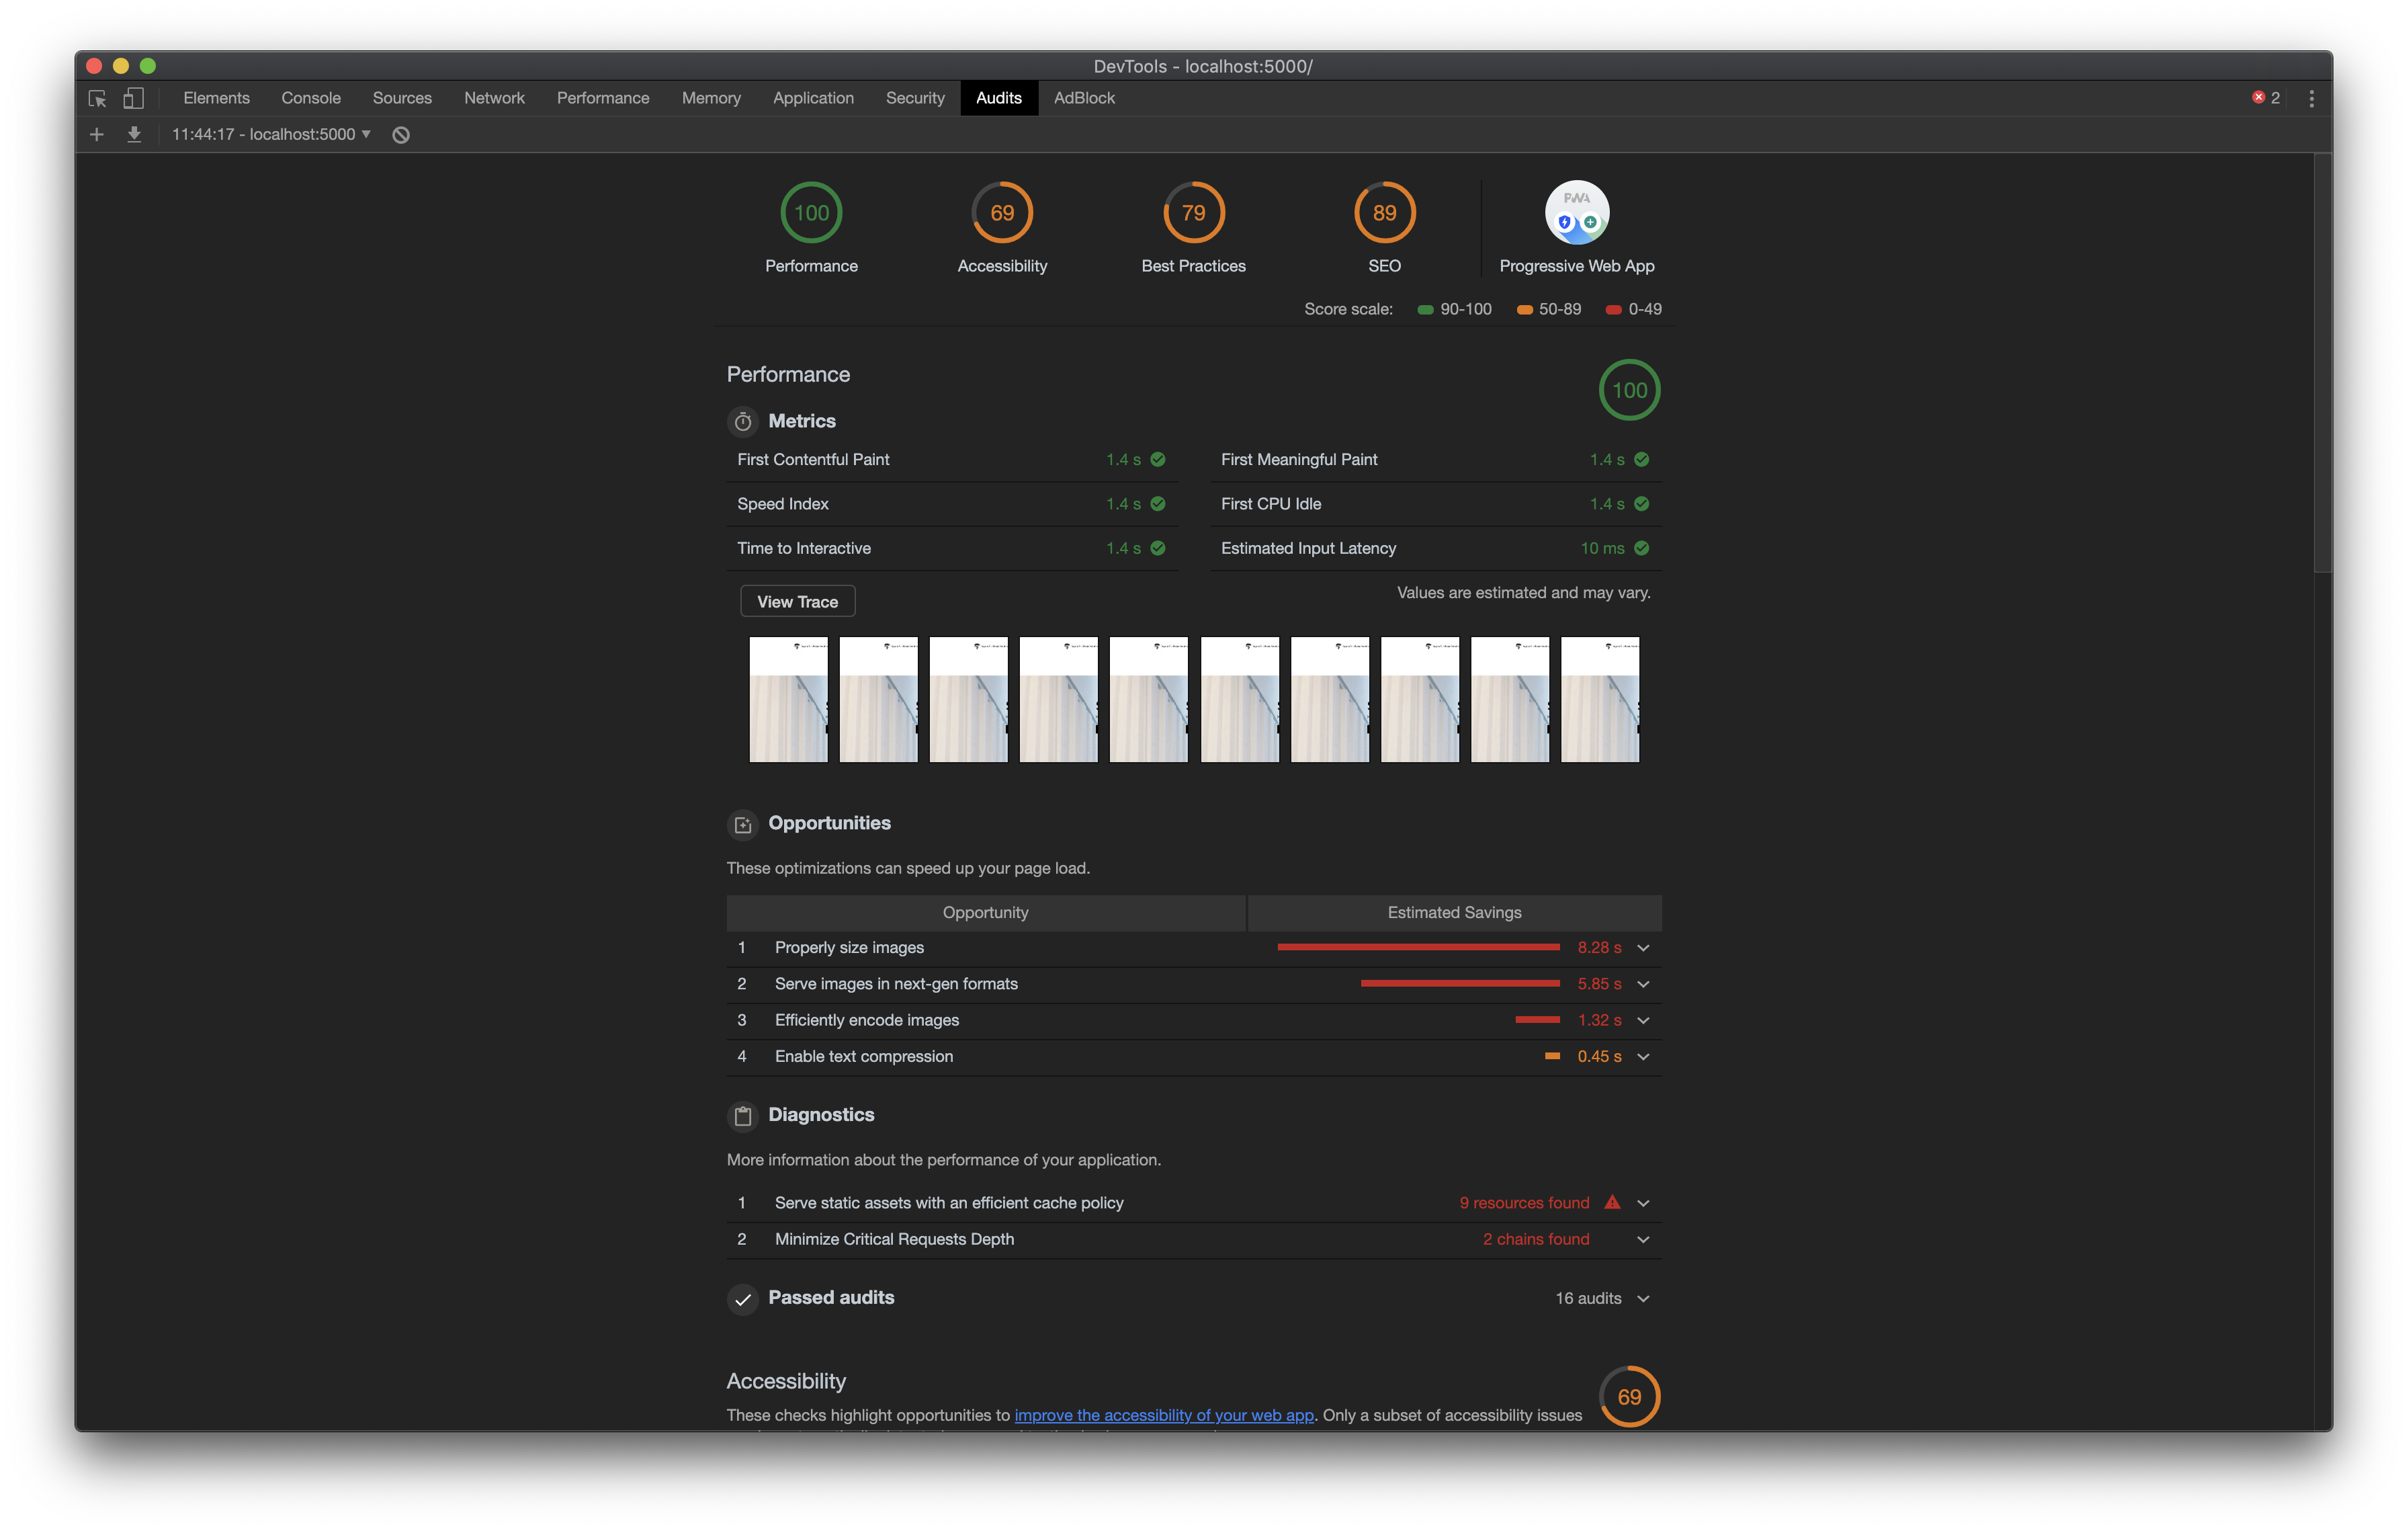 DevTools - localhost:5000/
Elements Console Sources Network Performance Memory Application Security Audits AdBlock 2
11:44:17 - localhost:5000
100 69 79 89 PWA
Performance Accessibility Best Practices SEO Progressive Web App
Score scale: 90-100 50-89 0-49
Performance 100
Metrics
First Contentful Paint 1.4 s First Meaningful Paint 1.4 s
Speed Index 1.4 s First CPU Idle 1.4 s
Time to Interactive 1.4 s Estimated Input Latency 10 ms
View Trace Values are estimated and may vary.
Opportunities
These optimizations can speed up your page load.
Opportunity Estimated Savings
1 Properly size images 8.28 s
2 Serve images in next-gen formats 5.85 s
3 Efficiently encode images 1.32 s
4 Enable text compression 0.45 s
Diagnostics
More information about the performance of your application.
1 Serve static assets with an efficient cache policy 9 resources found
2 Minimize Critical Requests Depth 2 chains found
Passed audits 16 audits
Accessibility 69
These checks highlight opportunities to improve the accessibility of your web app. Only a subset of accessibility issues